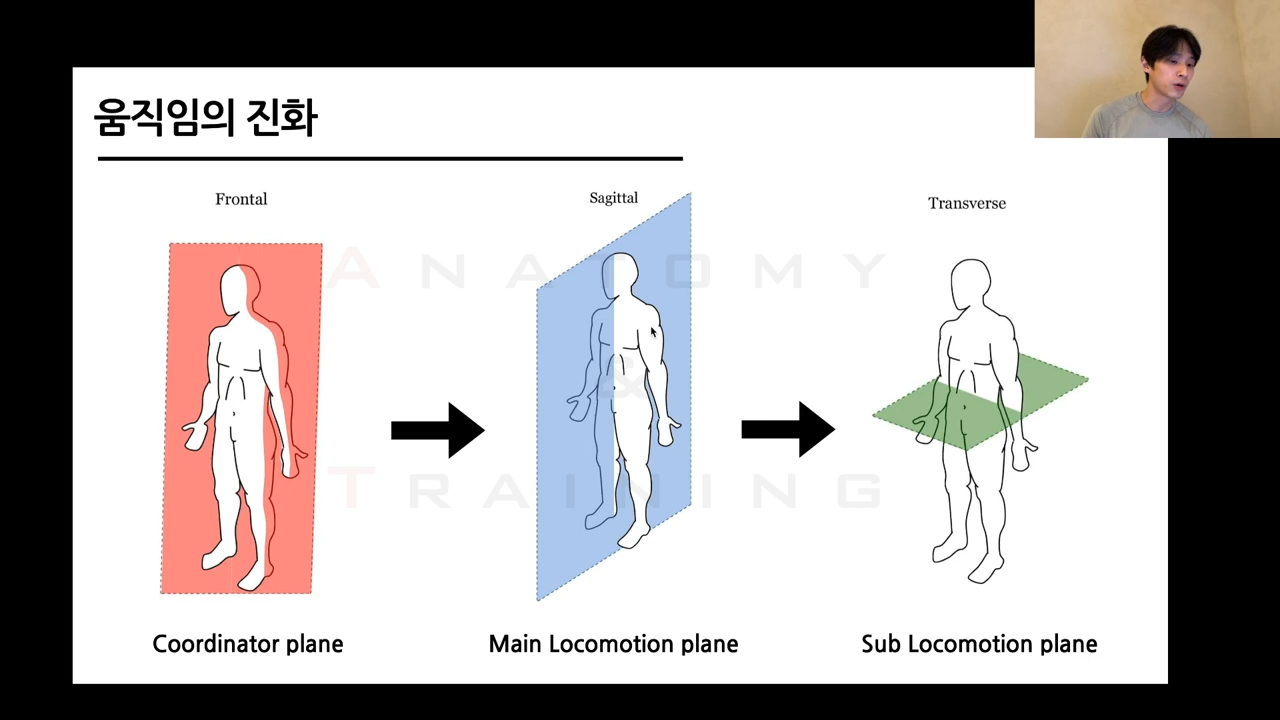 움직임의 진화
Frontal
Sagittal
Transverse
ANATOMY
&
TRAINING
Coordinator plane
Main Locomotion plane
Sub Locomotion plane